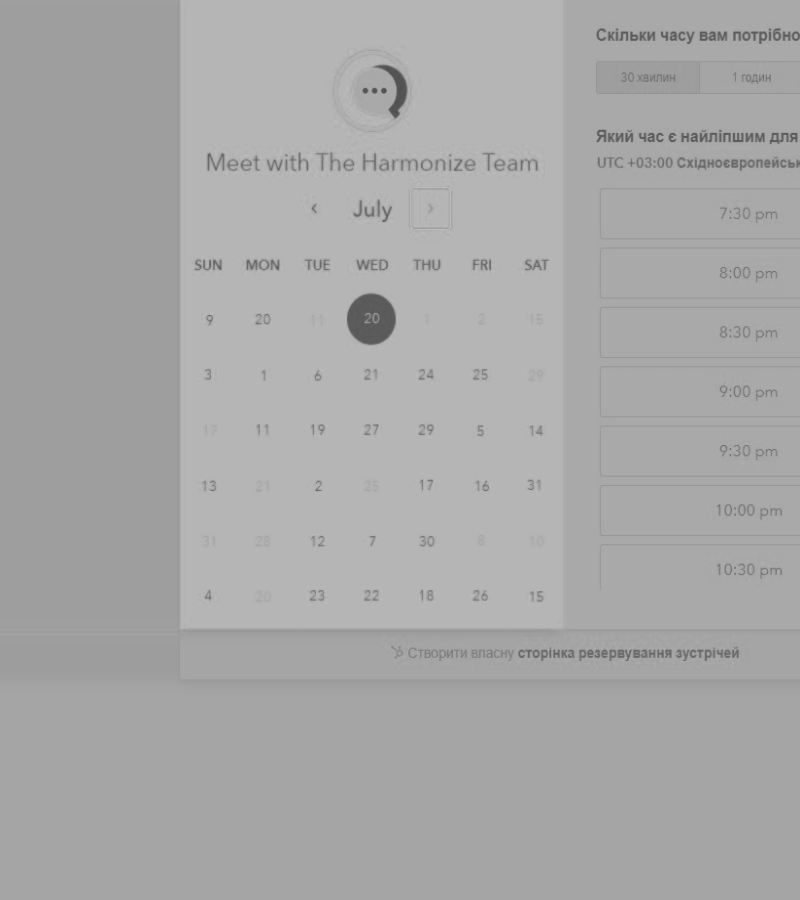 Meet with The Harmonize Team
July
SUN MON TUE WED THU FRI SAT
9 20 11 20 1 2 15
3 1 6 21 24 25 29
17 11 19 27 29 5 14
13 21 2 25 17 16 31
31 28 12 7 30 8 10
4 20 23 22 18 26 15
Скільки часу вам потрібно
30 хвилин 1 годин
Який час є найліпшим для
UTC +03:00 Східноєвропейськ
7:30 pm
8:00 pm
8:30 pm
9:00 pm
9:30 pm
10:00 pm
10:30 pm
Створити власну сторінка резервування зустрічей